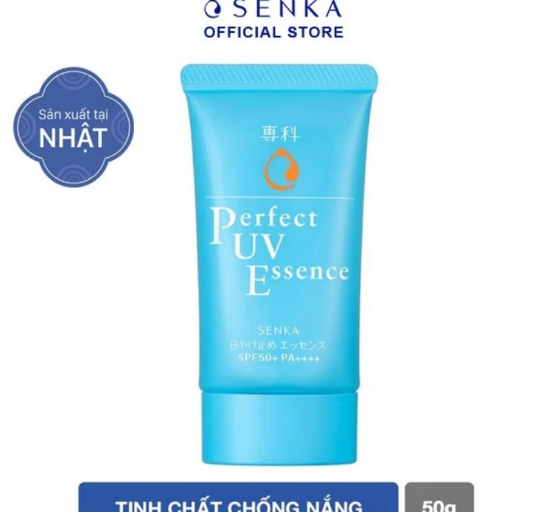 SENKA
OFFICIAL STORE
Sản xuất tại
NHẬT
専科
Perfect
UV
Essence
SENKA
日やけ止め エッセンス
SPF50+ PA++++
TINH CHẤT CHỐNG NẮNG
50g